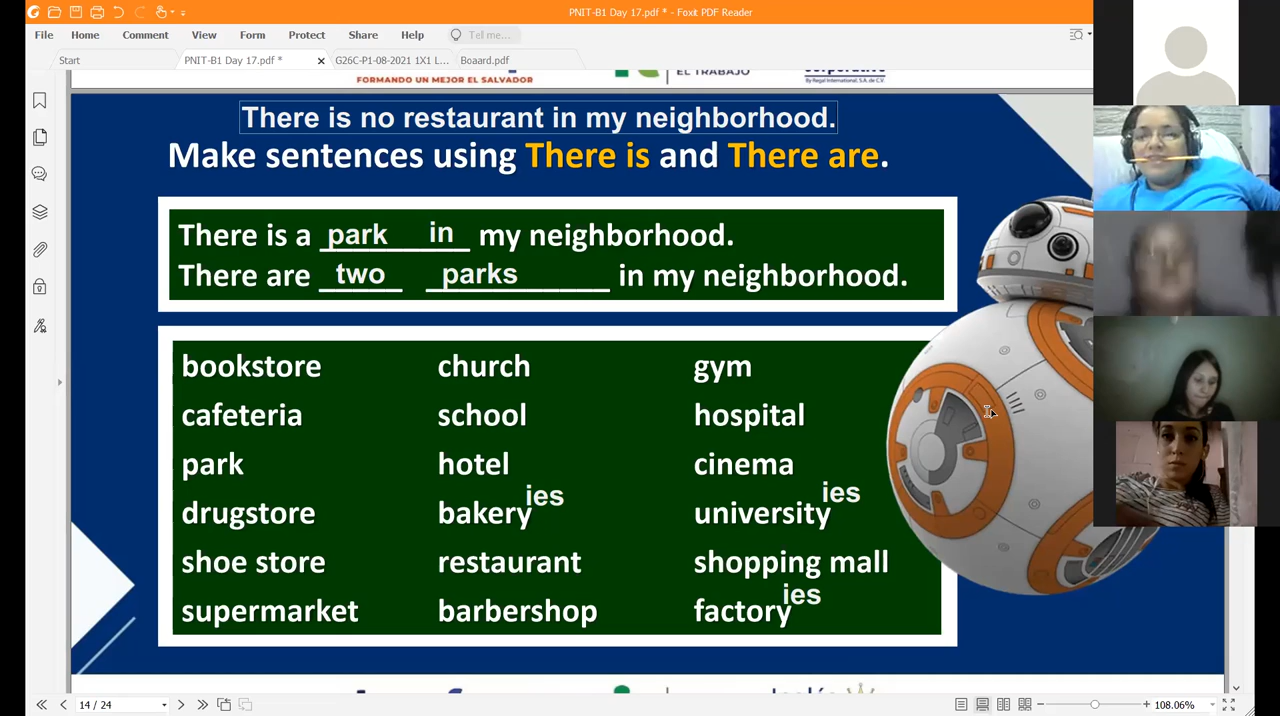 PNIT-B1 Day 17.pdf * - Foxit PDF Reader
File Home Comment View Form Protect Share Help Tell me...
Start PNIT-B1 Day 17.pdf * G26C-P1-08-2021 1X1 L... Boaard.pdf
FORMANDO UN MEJOR EL SALVADOR
EL TRABAJO
By Regal International, S.A. de C.V.
There is no restaurant in my neighborhood.
Make sentences using There is and There are.
There is a park in my neighborhood.
There are two parks in my neighborhood.
bookstore church gym
cafeteria school hospital
park hotel cinema
drugstore bakery ies university ies
shoe store restaurant shopping mall
supermarket barbershop factory ies
14 / 24 108.06%